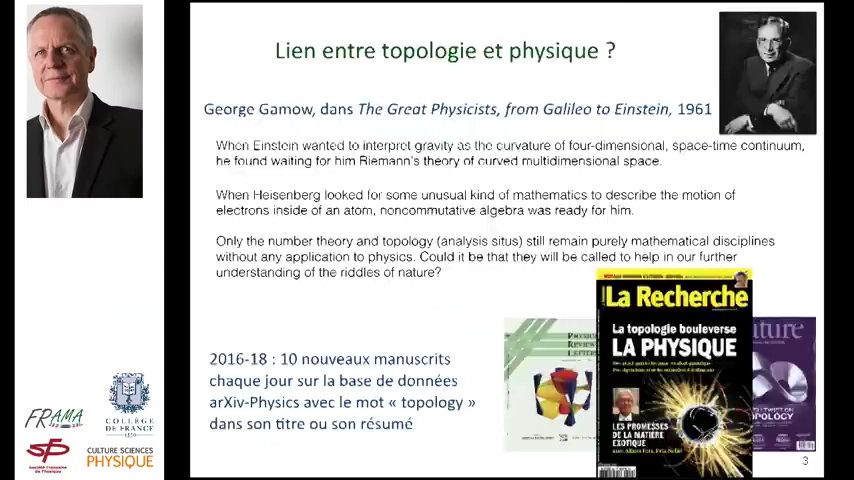 Lien entre topologie et physique ?
George Gamow, dans The Great Physicists, from Galileo to Einstein, 1961
When Einstein wanted to interpret gravity as the curvature of four-dimensional, space-time continuum,
he found waiting for him Riemann's theory of curved multidimensional space.
When Heisenberg looked for some unusual kind of mathematics to describe the motion of
electrons inside of an atom, noncommutative algebra was ready for him.
Only the number theory and topology (analysis situs) still remain purely mathematical disciplines
without any application to physics. Could it be that they will be called to help in our further
understanding of the riddles of nature?
2016-18 : 10 nouveaux manuscrits
chaque jour sur la base de données
arXiv-Physics avec le mot « topology »
dans son titre ou son résumé
La Recherche
La topologie bouleverse
LA PHYSIQUE
LES PROMESSES
DE LA MATIÈRE
EXOTIQUE
3
FRAMA
COLLÈGE
DE FRANCE
1530
sfp
Société Française
de Physique
CULTURE SCIENCES
PHYSIQUE